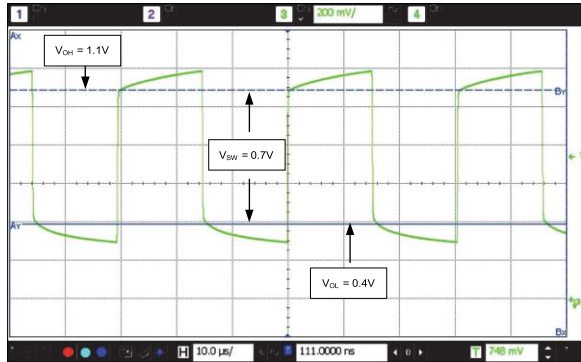 1 2 3 200 mV/ 4
Ax
VOH = 1.1V
BY
VSW = 0.7V
AY
VOL = 0.4V
Bx
H 10.0 µs/ 111.0000 ns 0 T 748 mV